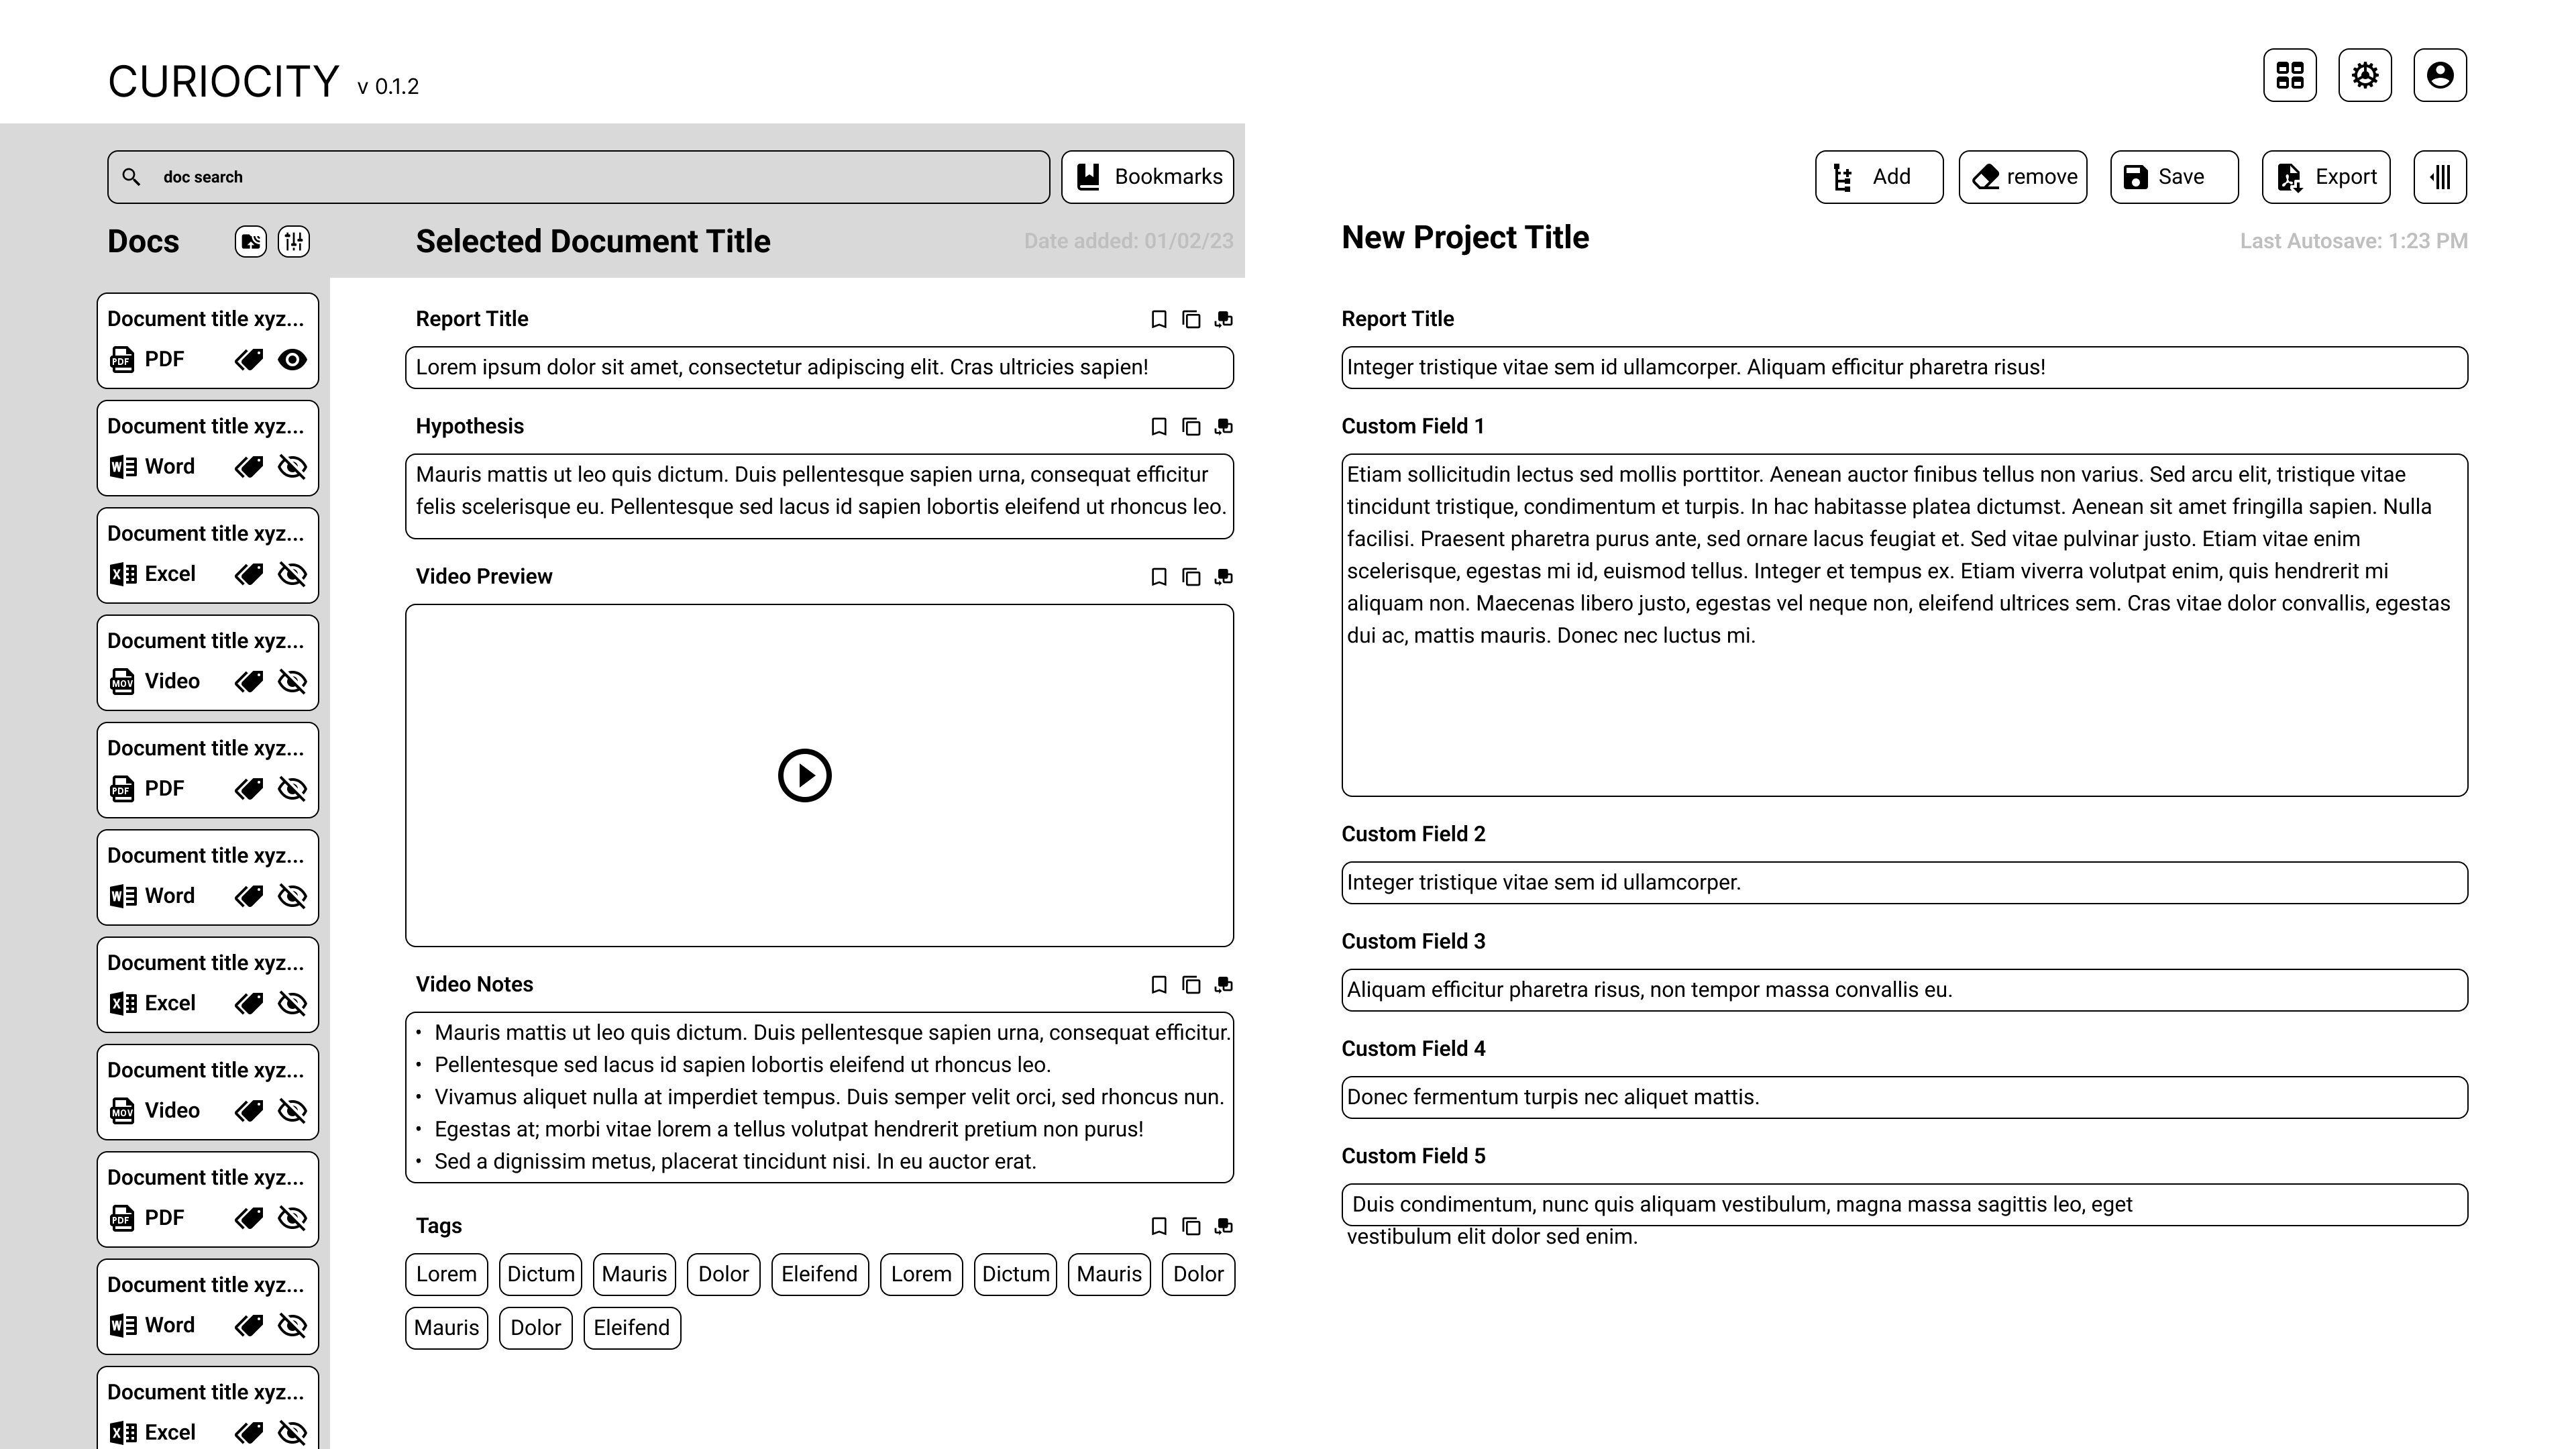 CURIOCITY v 0.1.2
doc search
Bookmarks
Add
remove
Save
Export
Docs
Selected Document Title
Date added: 01/02/23
New Project Title
Last Autosave: 1:23 PM
Document title xyz...
PDF PDF
Document title xyz...
W Word
Document title xyz...
X Excel
Document title xyz...
MOV Video
Document title xyz...
PDF PDF
Document title xyz...
W Word
Document title xyz...
X Excel
Document title xyz...
MOV Video
Document title xyz...
PDF PDF
Document title xyz...
W Word
Document title xyz...
X Excel
Report Title
Lorem ipsum dolor sit amet, consectetur adipiscing elit. Cras ultricies sapien!
Hypothesis
Mauris mattis ut leo quis dictum. Duis pellentesque sapien urna, consequat efficitur
felis scelerisque eu. Pellentesque sed lacus id sapien lobortis eleifend ut rhoncus leo.
Video Preview
Video Notes
• Mauris mattis ut leo quis dictum. Duis pellentesque sapien urna, consequat efficitur.
• Pellentesque sed lacus id sapien lobortis eleifend ut rhoncus leo.
• Vivamus aliquet nulla at imperdiet tempus. Duis semper velit orci, sed rhoncus nun.
• Egestas at; morbi vitae lorem a tellus volutpat hendrerit pretium non purus!
• Sed a dignissim metus, placerat tincidunt nisi. In eu auctor erat.
Tags
Lorem Dictum Mauris Dolor Eleifend Lorem Dictum Mauris Dolor
Mauris Dolor Eleifend
Report Title
Integer tristique vitae sem id ullamcorper. Aliquam efficitur pharetra risus!
Custom Field 1
Etiam sollicitudin lectus sed mollis porttitor. Aenean auctor finibus tellus non varius. Sed arcu elit, tristique vitae
tincidunt tristique, condimentum et turpis. In hac habitasse platea dictumst. Aenean sit amet fringilla sapien. Nulla
facilisi. Praesent pharetra purus ante, sed ornare lacus feugiat et. Sed vitae pulvinar justo. Etiam vitae enim
scelerisque, egestas mi id, euismod tellus. Integer et tempus ex. Etiam viverra volutpat enim, quis hendrerit mi
aliquam non. Maecenas libero justo, egestas vel neque non, eleifend ultrices sem. Cras vitae dolor convallis, egestas
dui ac, mattis mauris. Donec nec luctus mi.
Custom Field 2
Integer tristique vitae sem id ullamcorper.
Custom Field 3
Aliquam efficitur pharetra risus, non tempor massa convallis eu.
Custom Field 4
Donec fermentum turpis nec aliquet mattis.
Custom Field 5
Duis condimentum, nunc quis aliquam vestibulum, magna massa sagittis leo, eget
vestibulum elit dolor sed enim.